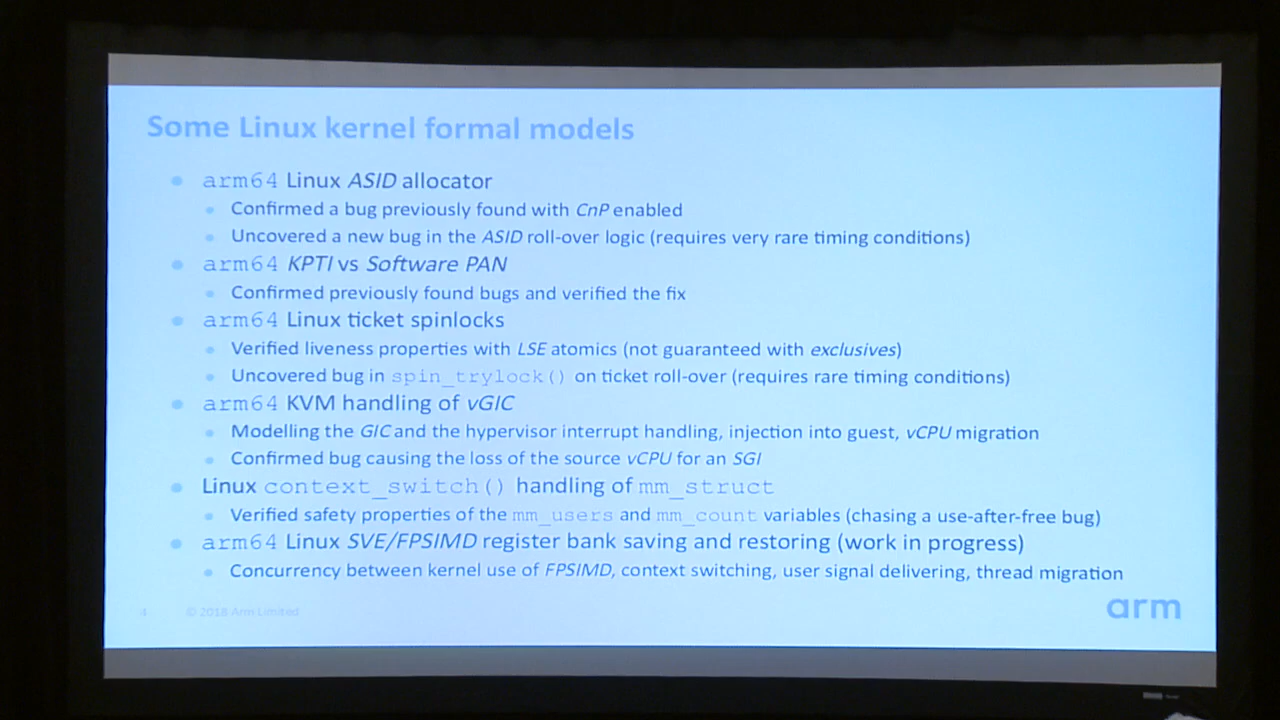 Some Linux kernel formal models
arm64 Linux ASID allocator
Confirmed a bug previously found with CnP enabled
Uncovered a new bug in the ASID roll-over logic (requires very rare timing conditions)
arm64 KPTI vs Software PAN
Confirmed previously found bugs and verified the fix
arm64 Linux ticket spinlocks
Verified liveness properties with LSE atomics (not guaranteed with exclusives)
Uncovered bug in spin_trylock() on ticket roll-over (requires rare timing conditions)
arm64 KVM handling of vGIC
Modelling the GIC and the hypervisor interrupt handling, injection into guest, vCPU migration
Confirmed bug causing the loss of the source vCPU for an SGI
Linux context_switch() handling of mm_struct
Verified safety properties of the mm_users and mm_count variables (chasing a use-after-free bug)
arm64 Linux SVE/FPSIMD register bank saving and restoring (work in progress)
Concurrency between kernel use of FPSIMD, context switching, user signal delivering, thread migration
4 © 2018 Arm Limited
arm